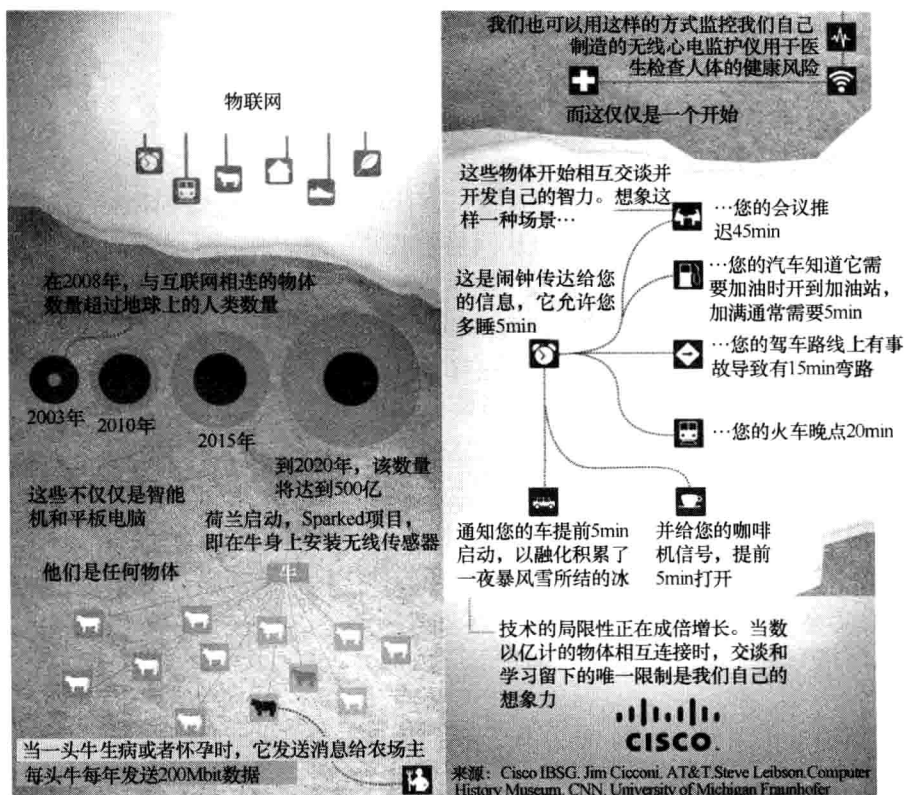 物联网
在2008年，与互联网相连的物体
数量超过地球上的人类数量
2003年
2010年
2015年
到2020年，该数量
将达到500亿
这些不仅仅是智能
机和平板电脑
荷兰启动，Sparked项目，
即在牛身上安装无线传感器
他们是任何物体
牛
当一头牛生病或者怀孕时，它发送消息给农场主
每头牛每年发送200Mbit数据
我们也可以用这样的方式监控我们自己
制造的无线心电监护仪用于医
生检查人体的健康风险
而这仅仅是一个开始
这些物体开始相互交谈并
开发自己的智力。想象这
样一种场景…
…您的会议推
迟45min
这是闹钟传达给您
的信息，它允许您
多睡5min
…您的汽车知道它需
要加油时开到加油站，
加满通常需要5min
…您的驾车路线上有事
故导致有15min弯路
…您的火车晚点20min
通知您的车提前5min
启动，以融化积累了
一夜暴风雪所结的冰
并给您的咖啡
机信号，提前
5min打开
技术的局限性正在成倍增长。当数
以亿计的物体相互连接时，交谈和
学习留下的唯一限制是我们自己的
想象力
CISCO.
来源：Cisco IBSG. Jim Cicconi, AT&T.Steve Leibson.Computer
History Museum, CNN, University of Michigan Fraunhofer